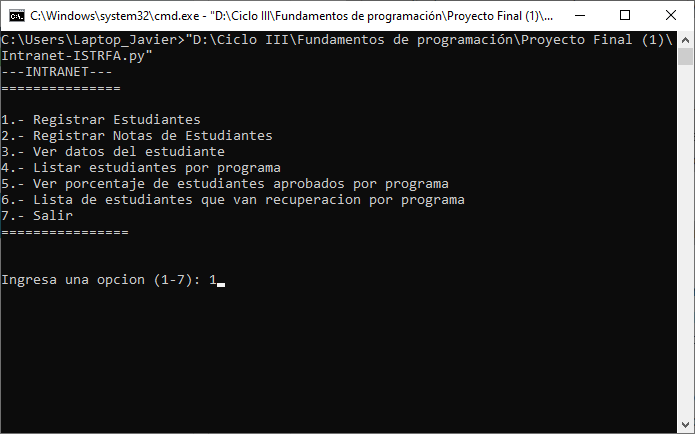 C:\Windows\system32\cmd.exe - "D:\Ciclo III\Fundamentos de programación\Proyecto Final (1)\...
C:\Users\Laptop_Javier>"D:\Ciclo III\Fundamentos de programación\Proyecto Final (1)\
Intranet-ISTRFA.py"
---INTRANET---
===============
1.- Registrar Estudiantes
2.- Registrar Notas de Estudiantes
3.- Ver datos del estudiante
4.- Listar estudiantes por programa
5.- Ver porcentaje de estudiantes aprobados por programa
6.- Lista de estudiantes que van recuperacion por programa
7.- Salir
================
Ingresa una opcion (1-7): 1